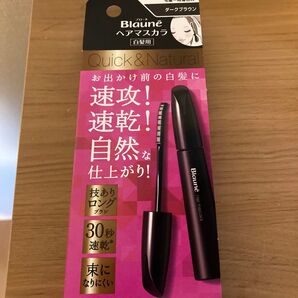 ダークブラウン
ブローネ
Blauné
ヘアマスカラ
白髪用
Quick & Natural
お出かけ前の白髪に
速攻!
速乾!
自然な
仕上がり!
技あり
ロング
ブラシ
30秒
速乾*
束に
なりにくい
Blauné